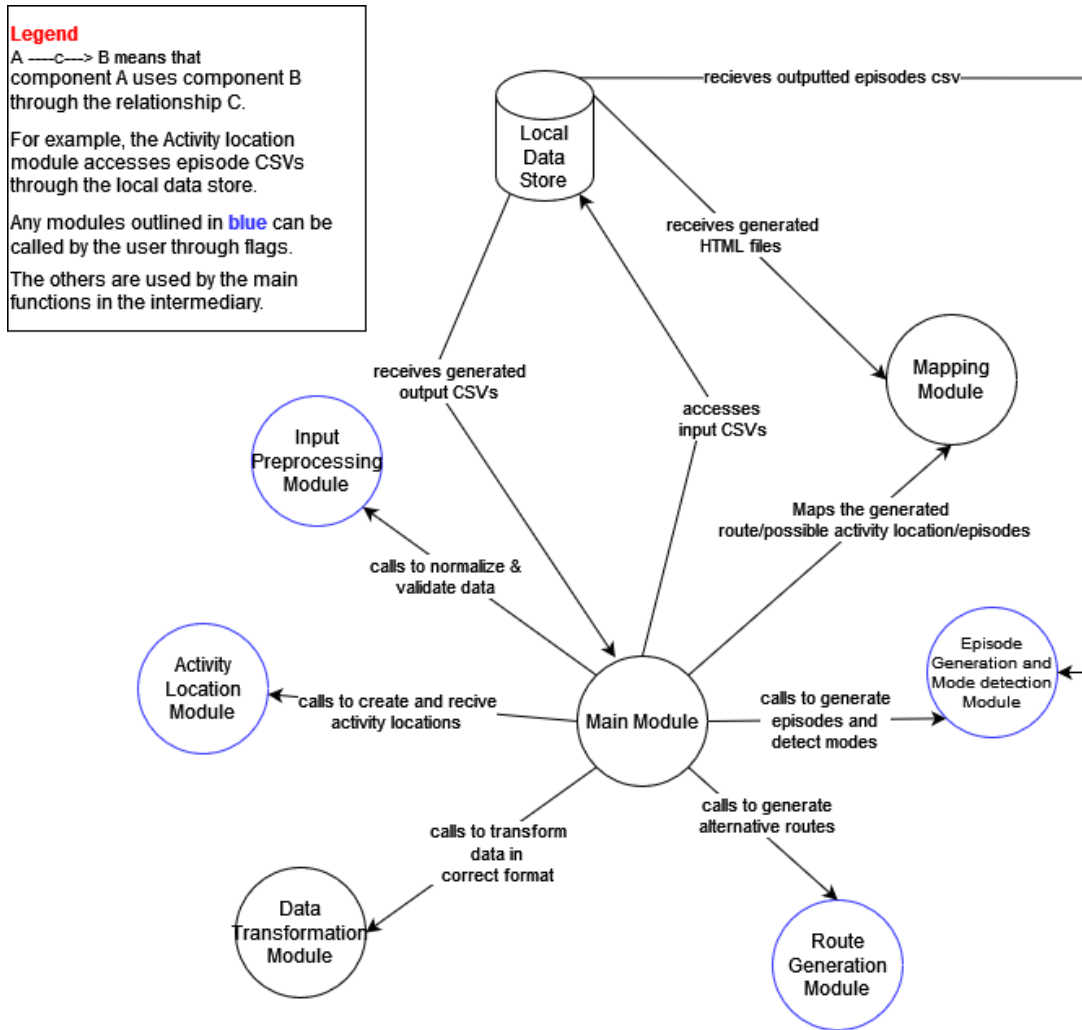 Legend
A ----c---> B means that
component A uses component B
through the relationship C.
For example, the Activity location
module accesses episode CSVs
through the local data store.
Any modules outlined in blue can be
called by the user through flags.
The others are used by the main
functions in the intermediary.
recieves outputted episodes csv
Local
Data
Store
receives generated
HTML files
Mapping
Module
receives generated
output CSVs
accesses
input CSVs
Input
Preprocessing
Module
Maps the generated
route/possible activity location/episodes
calls to normalize &
validate data
Activity
Location
Module
calls to create and recive
activity locations
Main Module
calls to generate
episodes and
detect modes
Episode
Generation and
Mode detection
Module
calls to generate
alternative routes
calls to transform
data in
correct format
Data
Transformation
Module
Route
Generation
Module